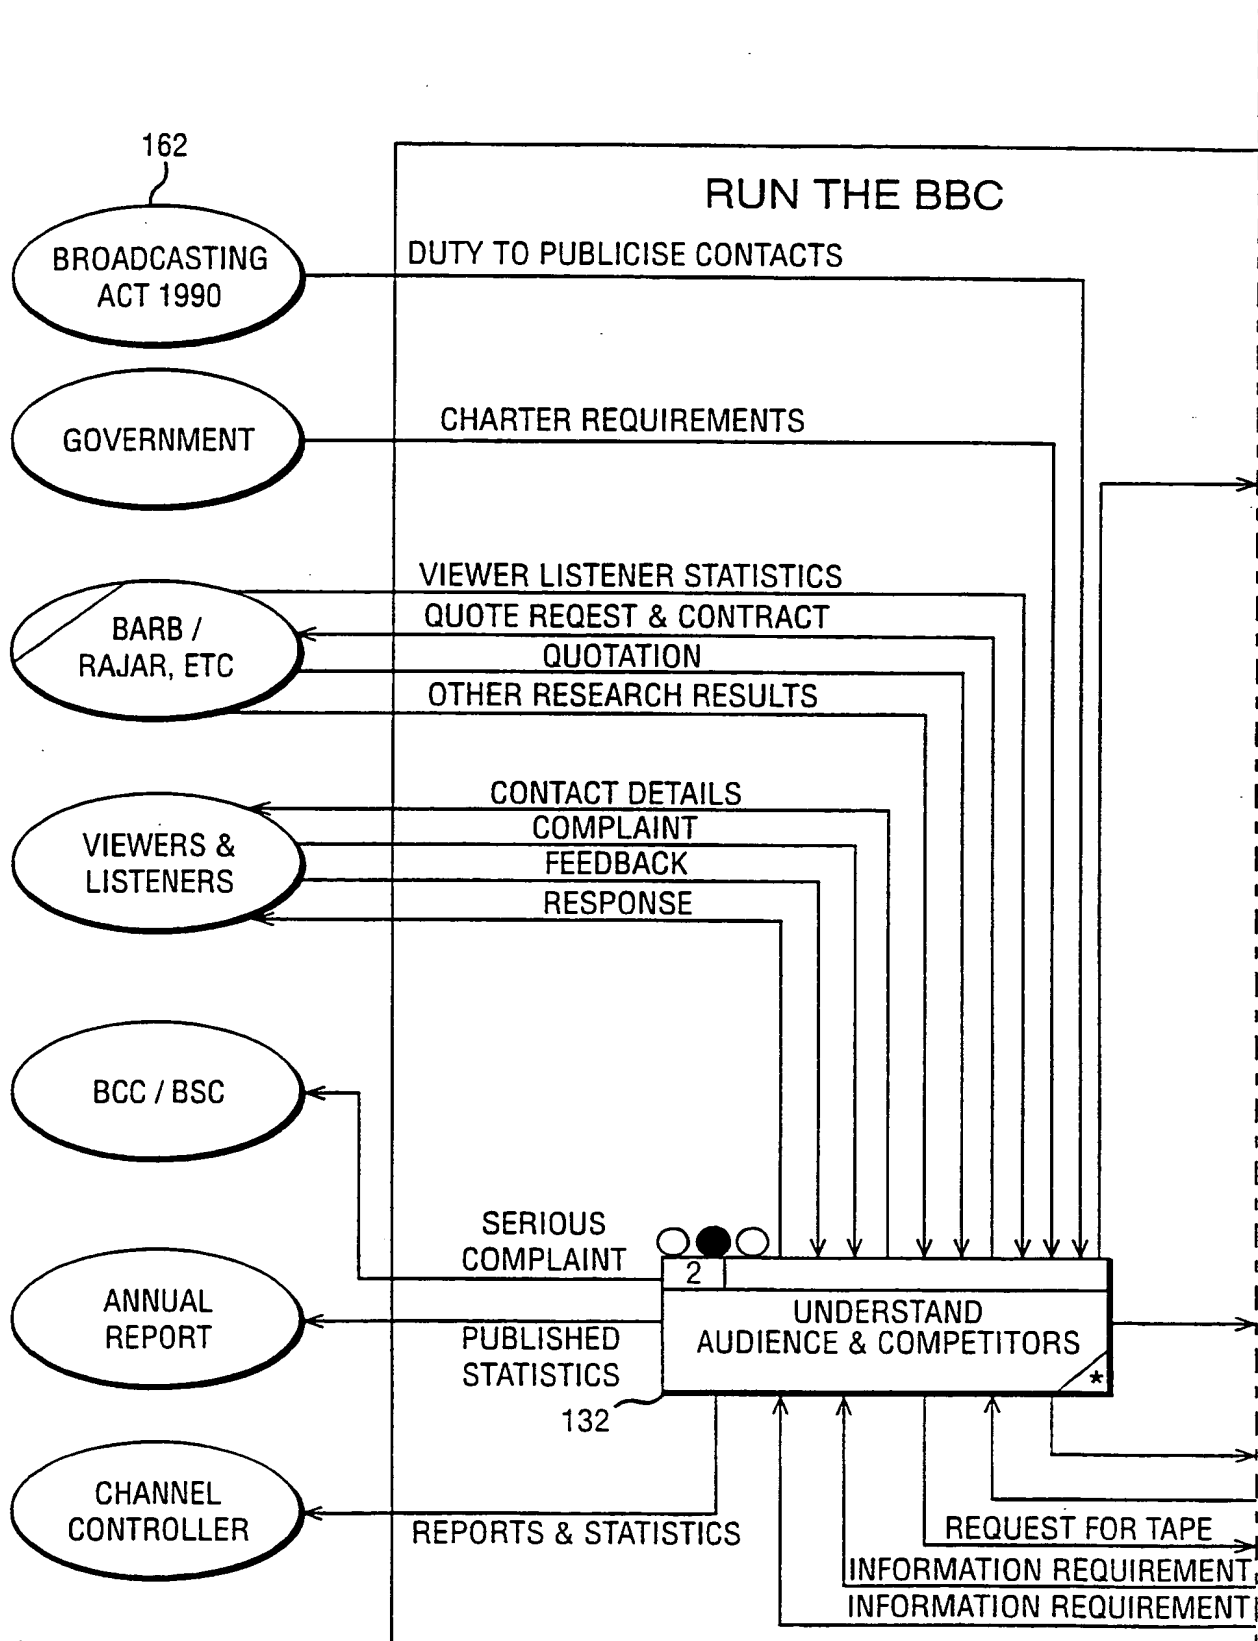 162
RUN THE BBC
BROADCASTING
ACT 1990
DUTY TO PUBLICISE CONTACTS
GOVERNMENT
CHARTER REQUIREMENTS
BARB /
RAJAR, ETC
VIEWER LISTENER STATISTICS
QUOTE REQEST & CONTRACT
QUOTATION
OTHER RESEARCH RESULTS
VIEWERS &
LISTENERS
CONTACT DETAILS
COMPLAINT
FEEDBACK
RESPONSE
BCC / BSC
SERIOUS
COMPLAINT
2
UNDERSTAND
AUDIENCE & COMPETITORS
*
ANNUAL
REPORT
PUBLISHED
STATISTICS
132
CHANNEL
CONTROLLER
REPORTS & STATISTICS
REQUEST FOR TAPE
INFORMATION REQUIREMENT
INFORMATION REQUIREMENT